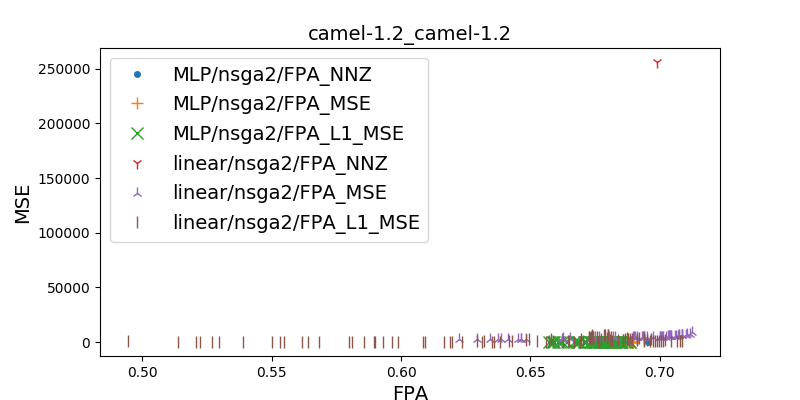 camel-1.2_camel-1.2
MLP/nsga2/FPA_NNZ
MLP/nsga2/FPA_MSE
MLP/nsga2/FPA_L1_MSE
linear/nsga2/FPA_NNZ
linear/nsga2/FPA_MSE
linear/nsga2/FPA_L1_MSE
MSE
250000
200000
150000
100000
50000
0
0.50 0.55 0.60 0.65 0.70
FPA